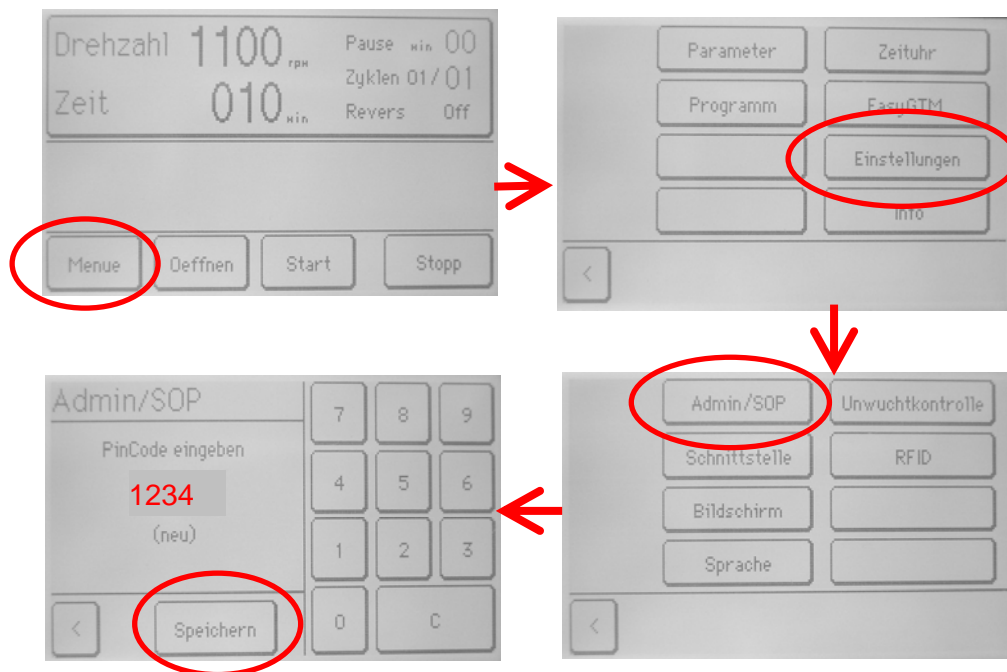 Drehzahl 1100 rpm
Zeit 010 min
Pause min 00
Zyklen 01/01
Revers Off
Menue Oeffnen Start Stopp
Parameter Zeituhr
Programm EasyGTM
Einstellungen
Info
<
Admin/SOP Unwuchtkontrolle
Schnittstelle RFID
Bildschirm
Sprache
<
Admin/SOP
PinCode eingeben
1234
(neu)
< Speichern
7 8 9
4 5 6
1 2 3
0 C